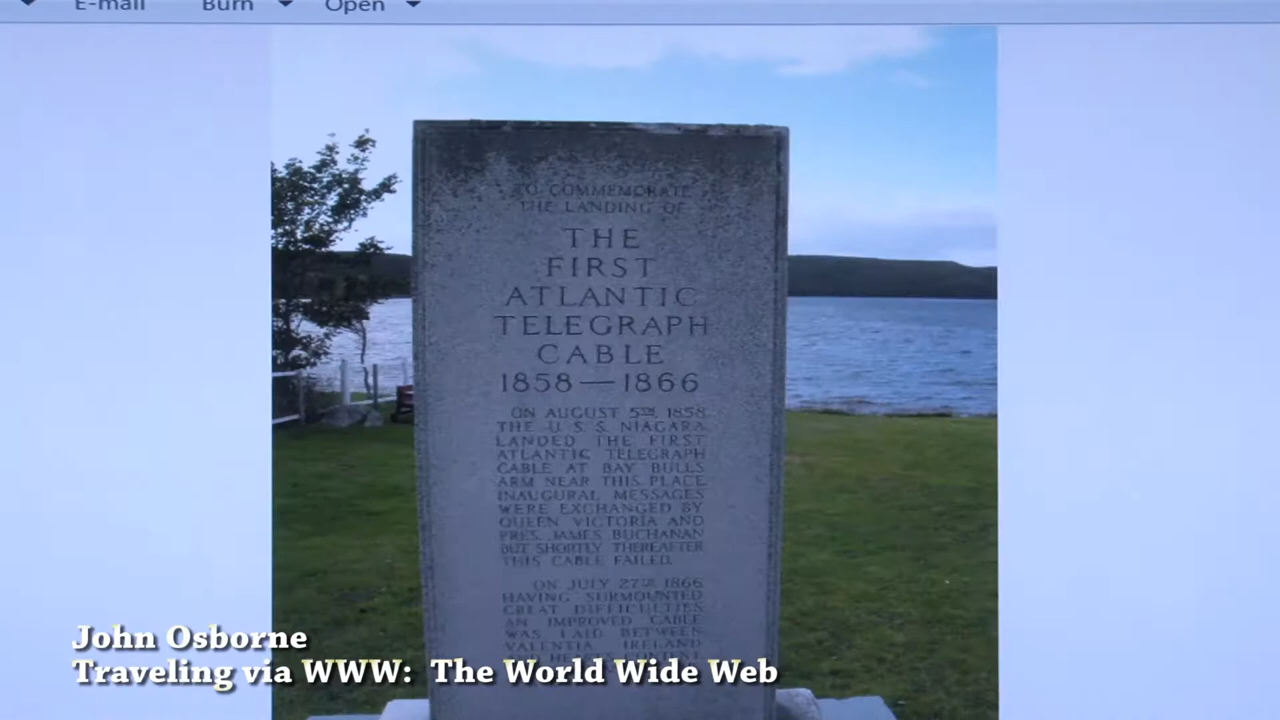 E-mail Burn Open
TO COMMEMORATE
THE LANDING OF
THE
FIRST
ATLANTIC
TELEGRAPH
CABLE
1858—1866
ON AUGUST 5TH, 1858
THE U.S.S. NIAGARA
LANDED THE FIRST
ATLANTIC TELEGRAPH
CABLE AT BAY BULLS
ARM NEAR THIS PLACE
INAUGURAL MESSAGES
WERE EXCHANGED BY
QUEEN VICTORIA AND
PRES. JAMES BUCHANAN
BUT SHORTLY THEREAFTER
THIS CABLE FAILED.
ON JULY 27TH 1866
HAVING SURMOUNTED
GREAT DIFFICULTIES
AN IMPROVED CABLE
WAS LAID BETWEEN
VALENTIA IRELAND
AND HEARTS CONTENT
John Osborne
Traveling via WWW: The World Wide Web